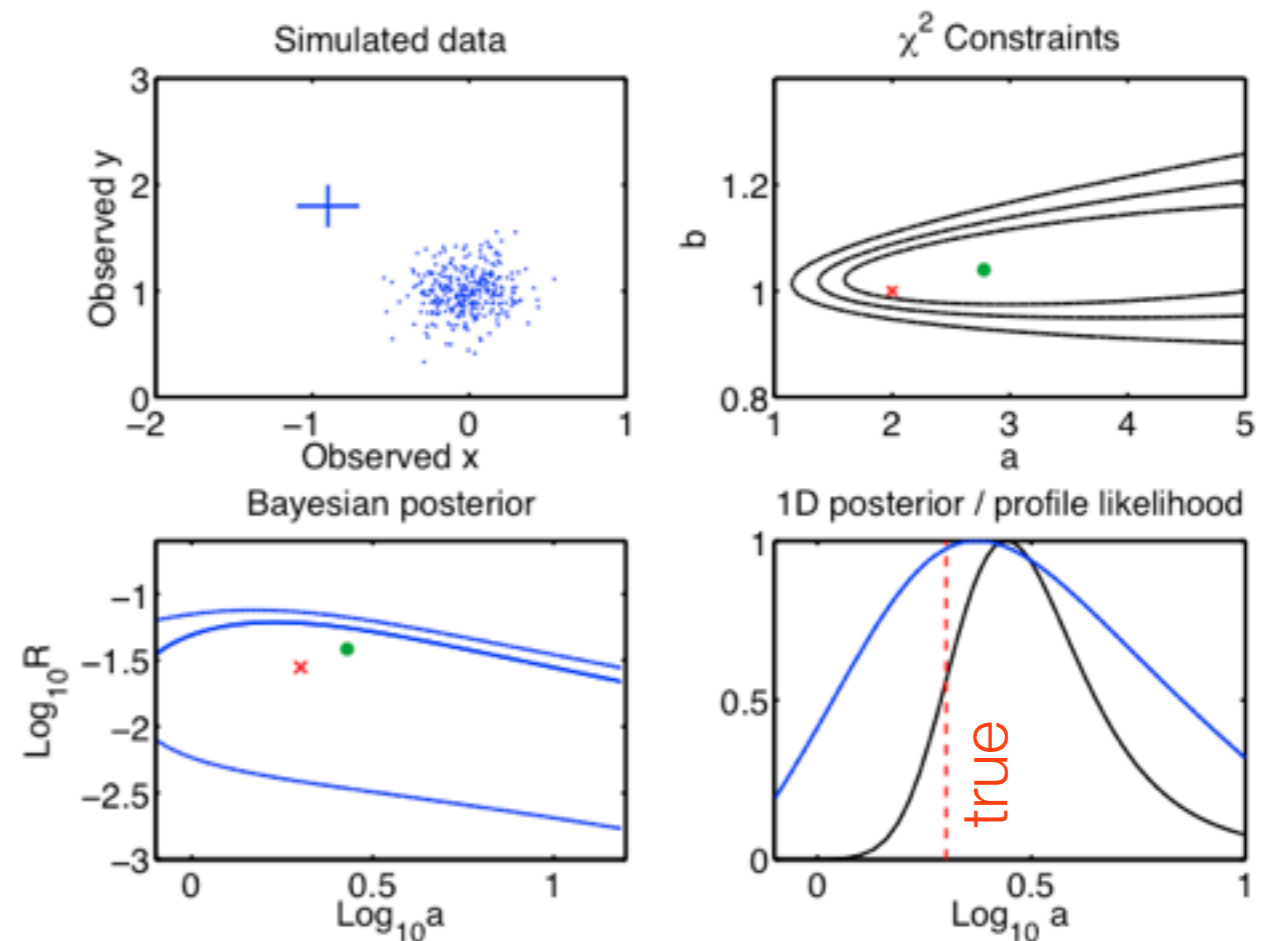 Simulated data
3
2
1
0
Observed y
−2
−1
0
1
Observed x
χ² Constraints
1.2
1
0.8
b
1
2
3
4
5
a
Bayesian posterior
−1
−1.5
−2
−2.5
−3
Log₁₀R
0
0.5
1
Log₁₀a
1D posterior / profile likelihood
1
0.5
0
true
0
0.5
1
Log₁₀ a